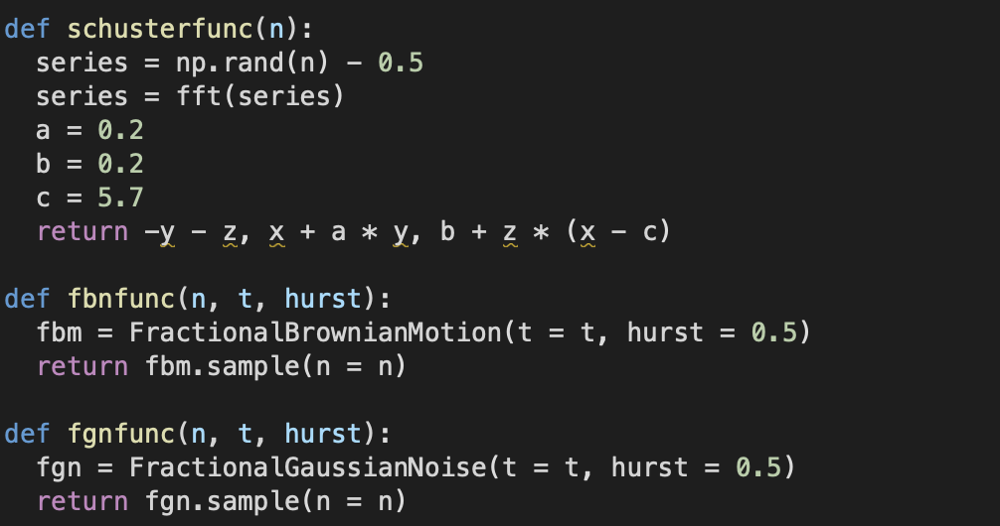 def schusterfunc(n):
  series = np.rand(n) - 0.5
  series = fft(series)
  a = 0.2
  b = 0.2
  c = 5.7
  return -y - z, x + a * y, b + z * (x - c)

def fbnfunc(n, t, hurst):
  fbm = FractionalBrownianMotion(t = t, hurst = 0.5)
  return fbm.sample(n = n)

def fgnfunc(n, t, hurst):
  fgn = FractionalGaussianNoise(t = t, hurst = 0.5)
  return fgn.sample(n = n)